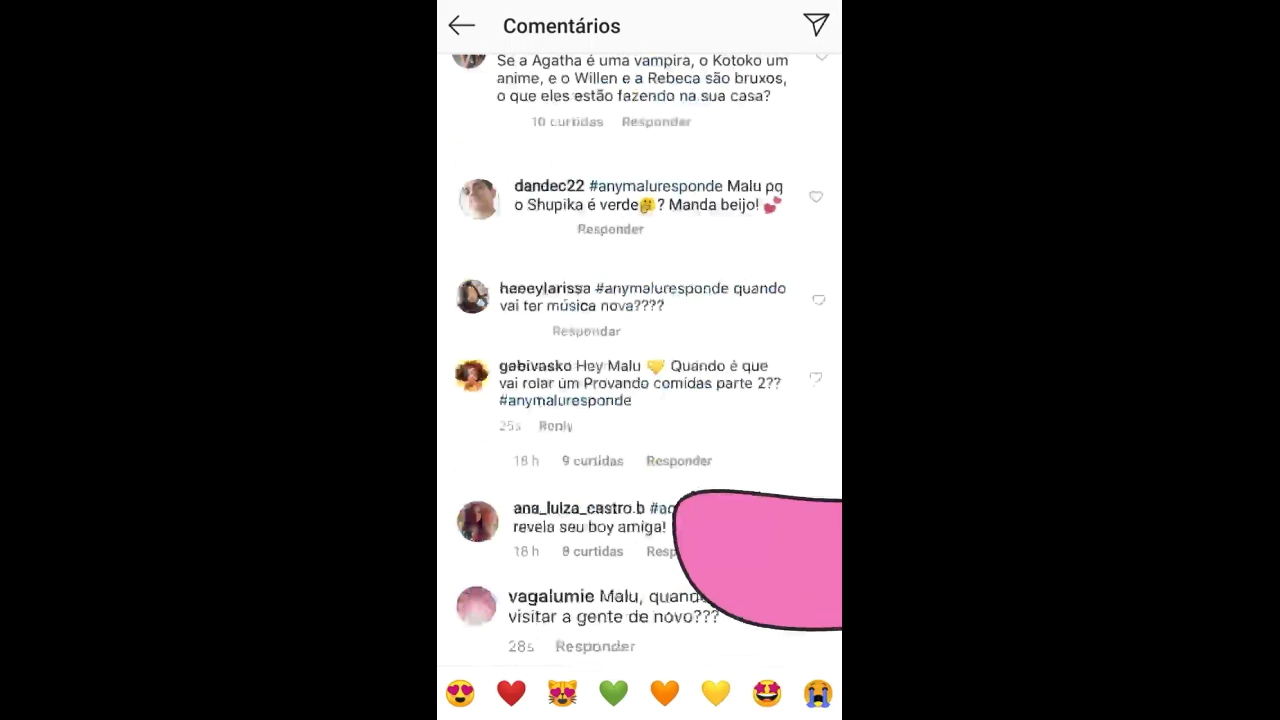 Comentários
Se a Agatha é uma vampira, o Kotoko um
anime, e o Willen e a Rebeca são bruxos,
o que eles estão fazendo na sua casa?
10 curtidas Responder
dandec22 #anymaluresponde Malu pq
o Shupika é verde🤔? Manda beijo! 💕
Responder
#anymaluresponde quando
vai ter música nova????
Responder
gabivasko Hey Malu 💛 Quando é que
vai rolar um Provando comidas parte 2??
#anymaluresponde
25s Reply
18 h 9 curtidas Responder
ana_luiza_castro.b
revela seu boy amiga!
18 h 8 curtidas
vagalumie Malu,
visitar a gente de novo???
28s Responder